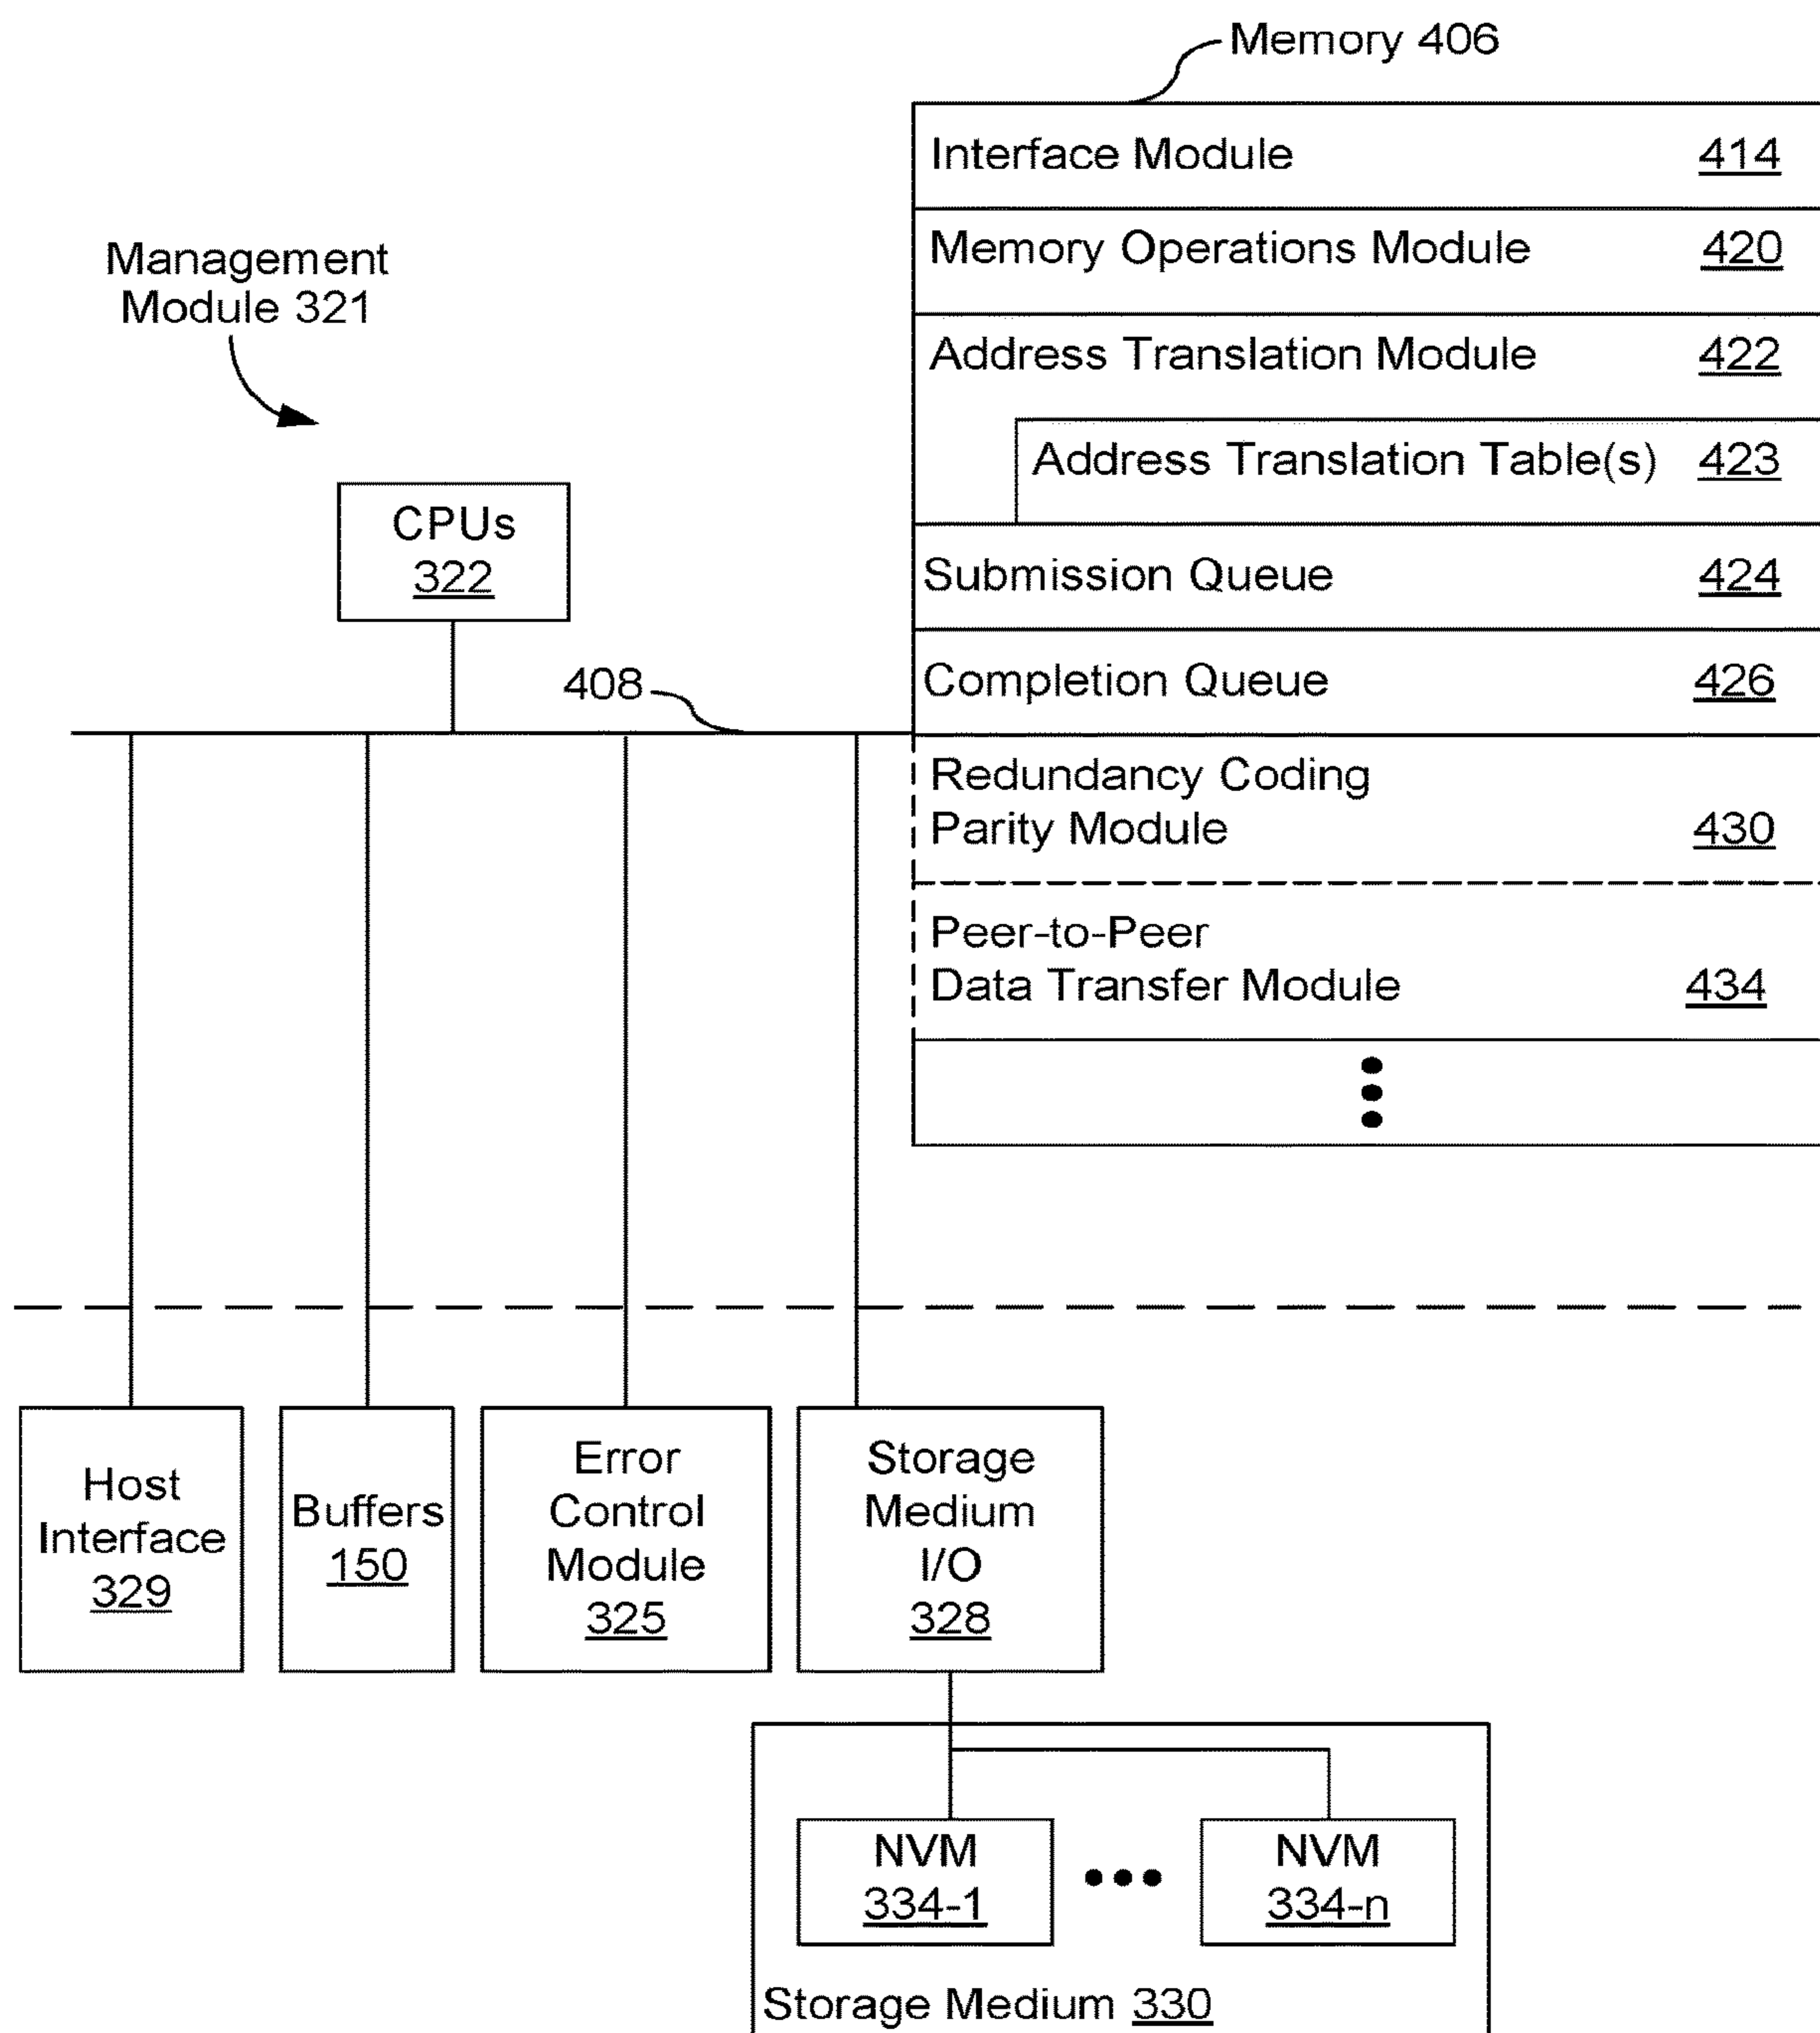 Memory 406
Interface Module 414
Memory Operations Module 420
Management
Module 321
Address Translation Module 422
Address Translation Table(s) 423
CPUs
322
Submission Queue 424
408
Completion Queue 426
Redundancy Coding
Parity Module 430
Peer-to-Peer
Data Transfer Module 434
Host
Interface
329
Buffers
150
Error
Control
Module
325
Storage
Medium
I/O
328
NVM
334-1
NVM
334-n
Storage Medium 330